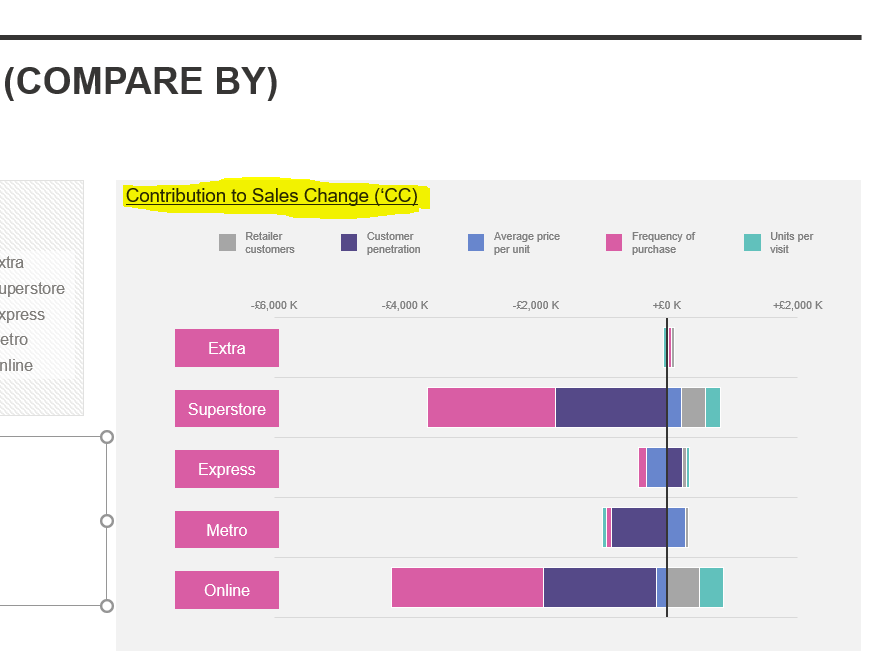 (COMPARE BY)
xtra
uperstore
xpress
etro
nline
Contribution to Sales Change (‘CC)
Retailer
customers
Customer
penetration
Average price
per unit
Frequency of
purchase
Units per
visit
-£6,000 K
-£4,000 K
-£2,000 K
+£0 K
+£2,000 K
Extra
Superstore
Express
Metro
Online